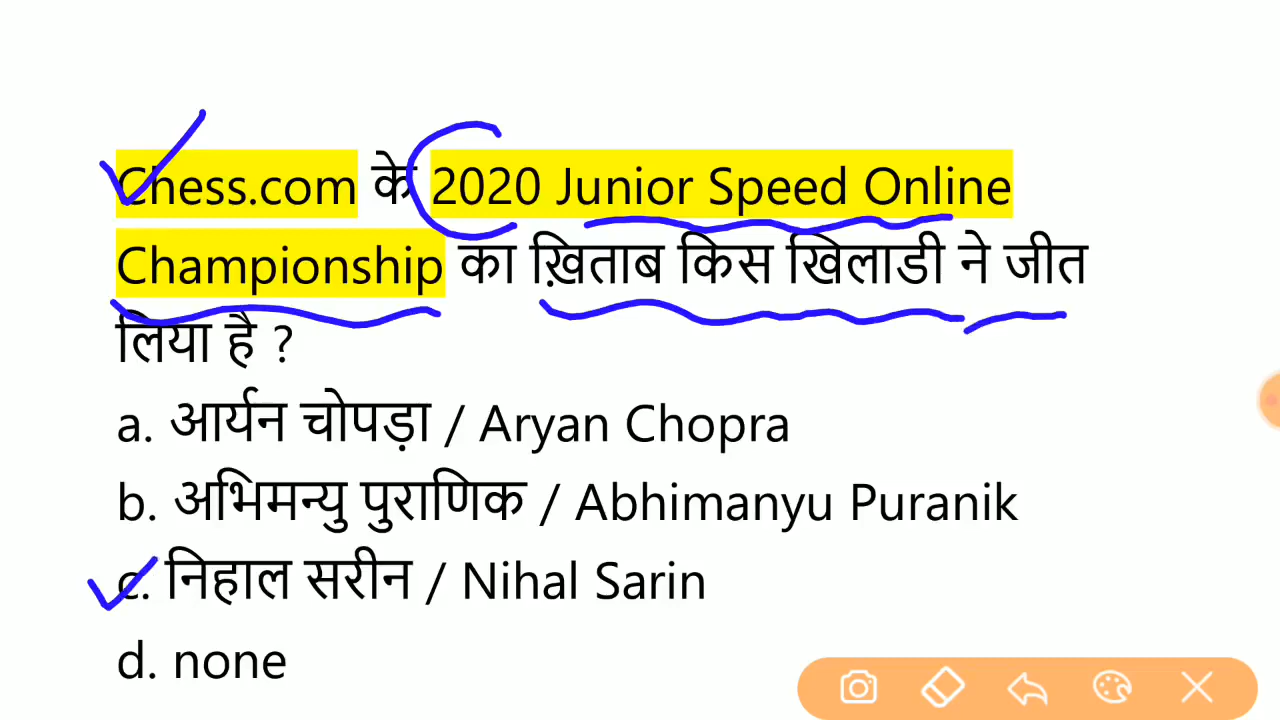 Chess.com के 2020 Junior Speed Online
Championship का ख़िताब किस खिलाडी ने जीत
लिया है ?
a. आर्यन चोपड़ा / Aryan Chopra
b. अभिमन्यु पुराणिक / Abhimanyu Puranik
c. निहाल सरीन / Nihal Sarin
d. none